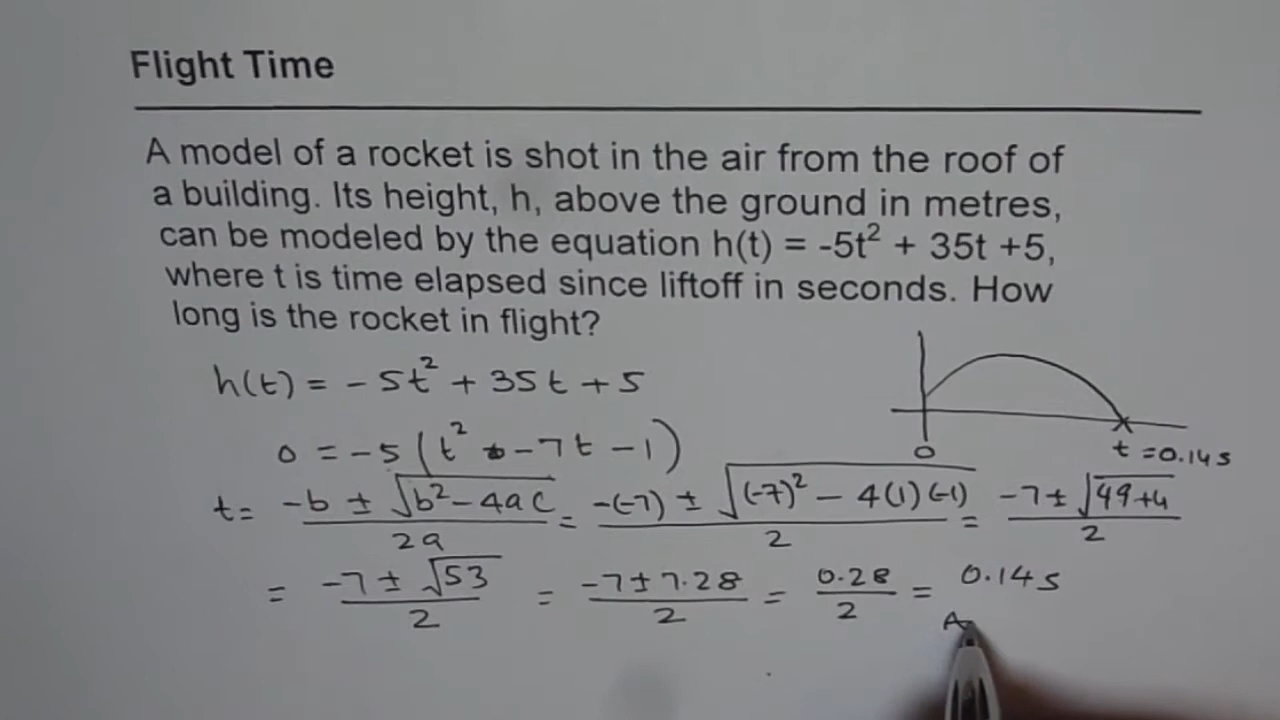 Flight Time
A model of a rocket is shot in the air from the roof of
a building. Its height, h, above the ground in metres,
can be modeled by the equation h(t) = -5t² + 35t +5,
where t is time elapsed since liftoff in seconds. How
long is the rocket in flight?
h(t) = - 5t² + 35t + 5
0 = -5 (t² - 7t - 1)
0
t = 0.14s
t = (-b ± √(b² - 4ac))/2a = (-(-7) ± √((-7)² - 4(1)(-1)))/2 = (-7 ± √(49+4))/2
= (-7 ± √53)/2 = (-7 ± 7.28)/2 = 0.28/2 = 0.14s
A